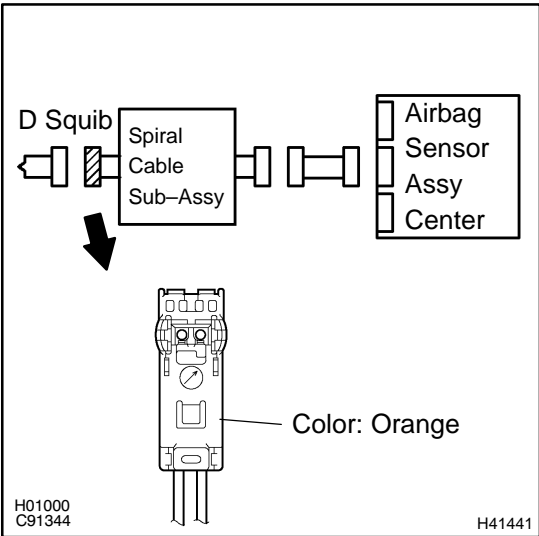 D Squib
Spiral
Cable
Sub–Assy
Airbag
Sensor
Assy
Center
Color: Orange
H01000
C91344
H41441